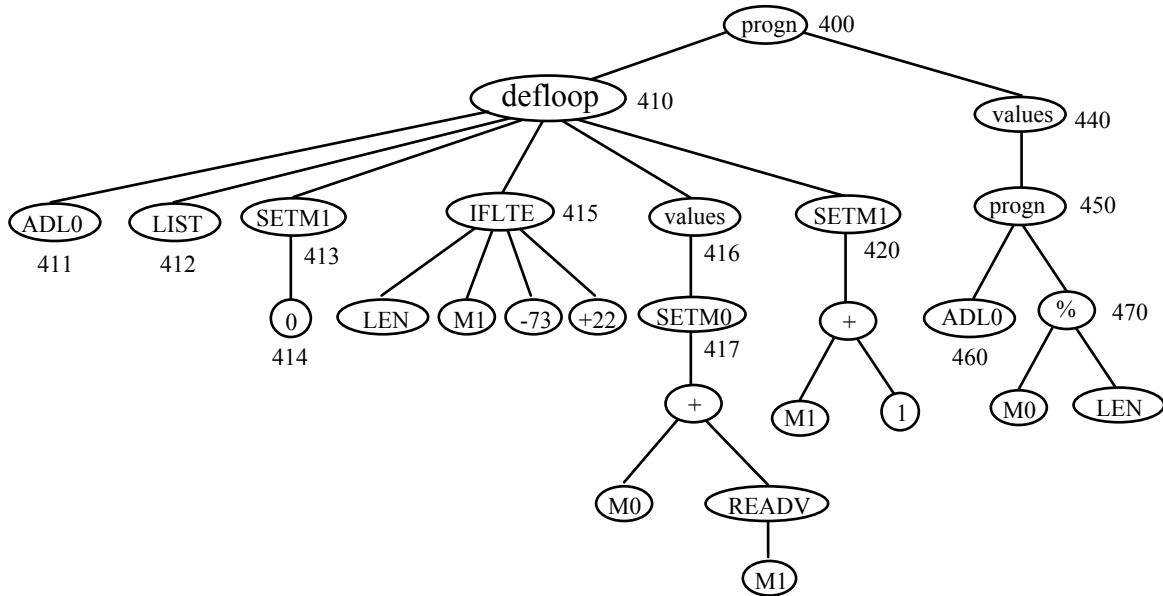 progn 400
defloop 410
values 440
ADL0 LIST SETM1 IFLTE 415 values SETM1 progn 450
411 412 413 416 420
0 LEN M1 -73 +22 SETM0 + ADL0 % 470
414 417 460
+ M1 1 M0 LEN
M0 READV
M1